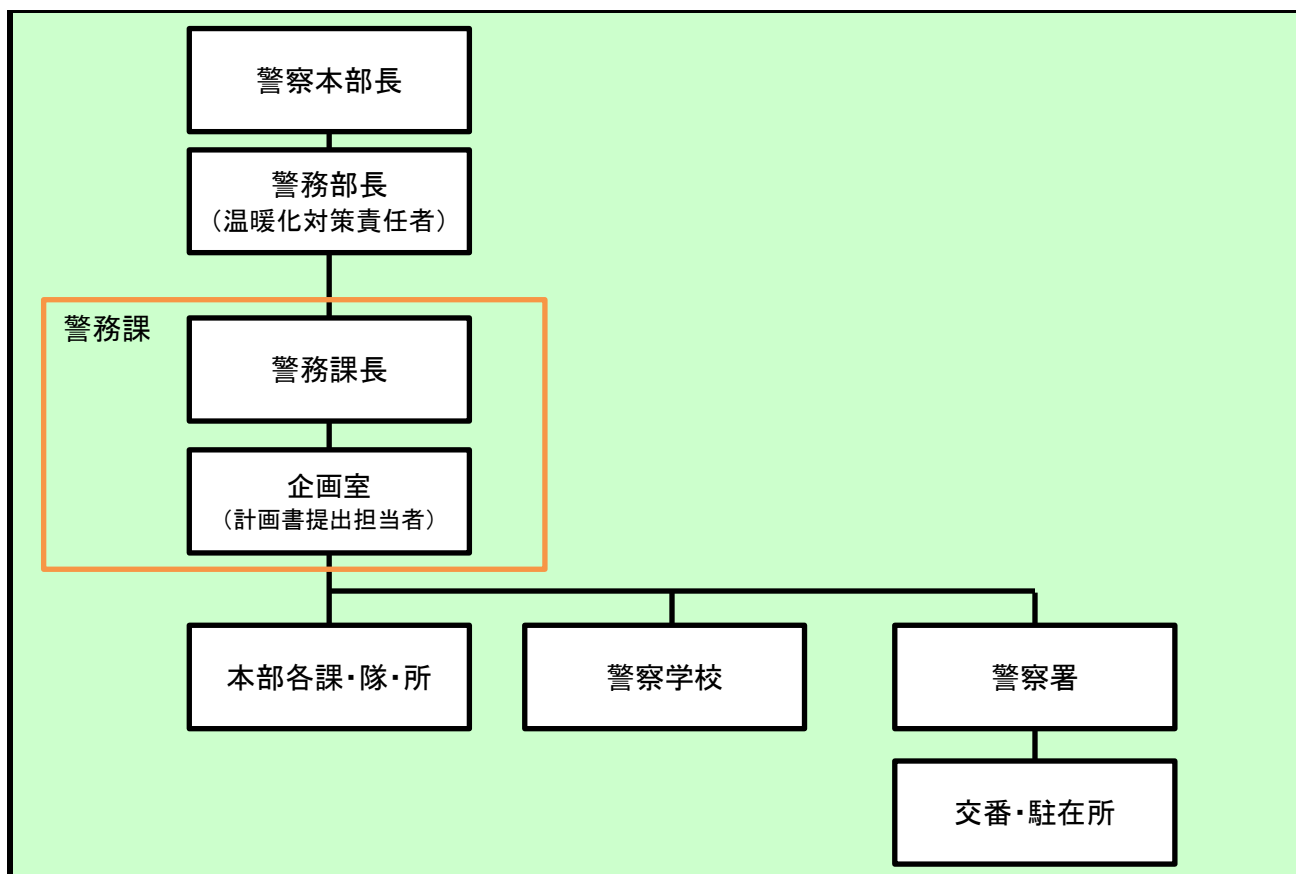 警察本部長
警務部長
（温暖化対策責任者）
警務課
警務課長
企画室
（計画書提出担当者）
本部各課・隊・所
警察学校
警察署
交番・駐在所